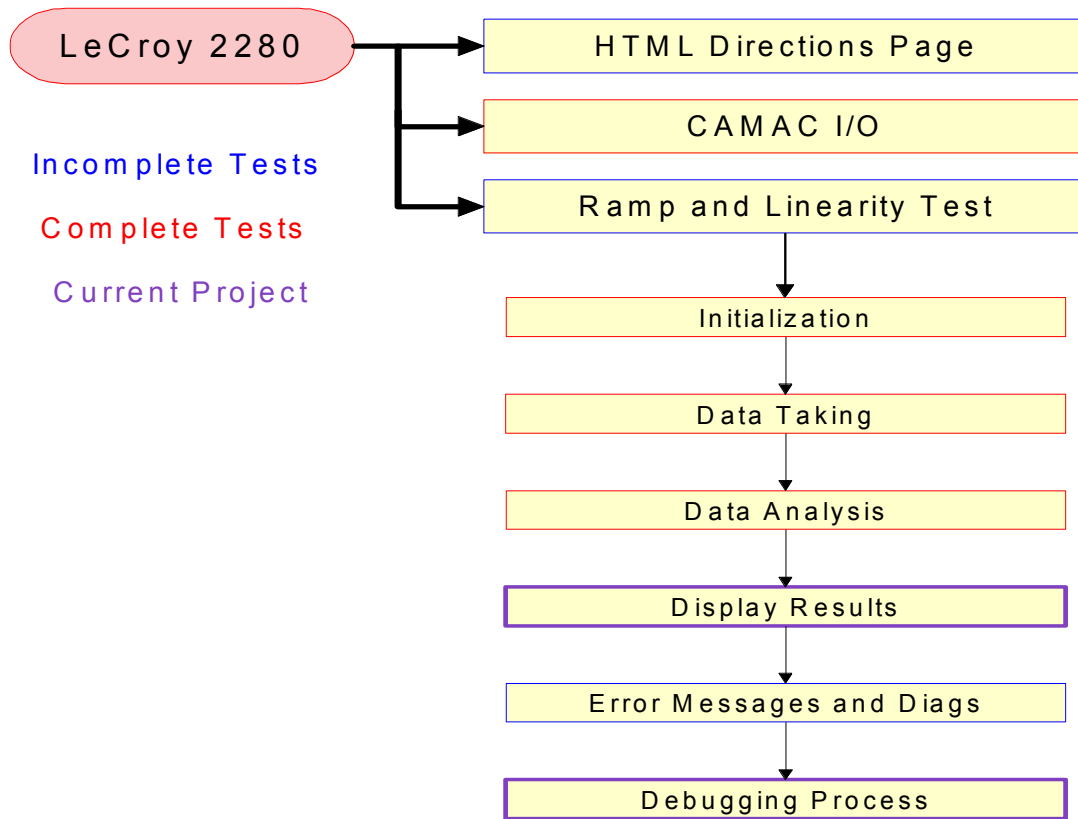 LeCroy 2280
HTML Directions Page
CAMAC I/O
Incomplete Tests
Ramp and Linearity Test
Complete Tests
Current Project
Initialization
Data Taking
Data Analysis
Display Results
Error Messages and Diags
Debugging Process